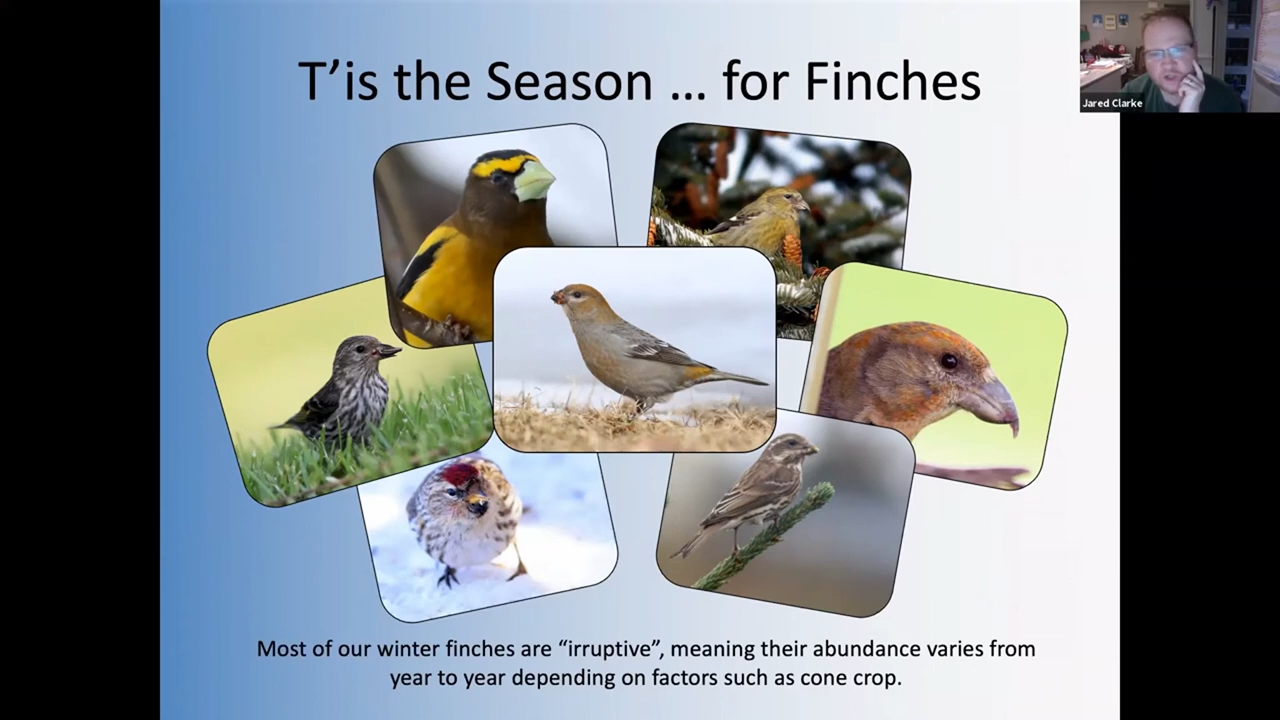 T’is the Season … for Finches
Jared Clarke
Most of our winter finches are “irruptive”, meaning their abundance varies from
year to year depending on factors such as cone crop.